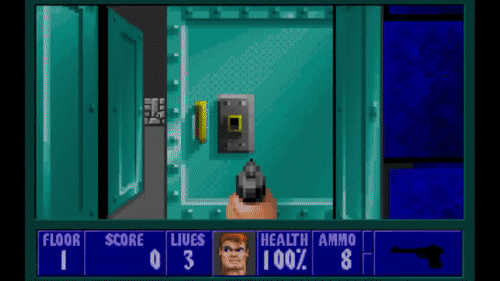 FLOOR SCORE LIVES HEALTH AMMO
1 0 3 100% 8